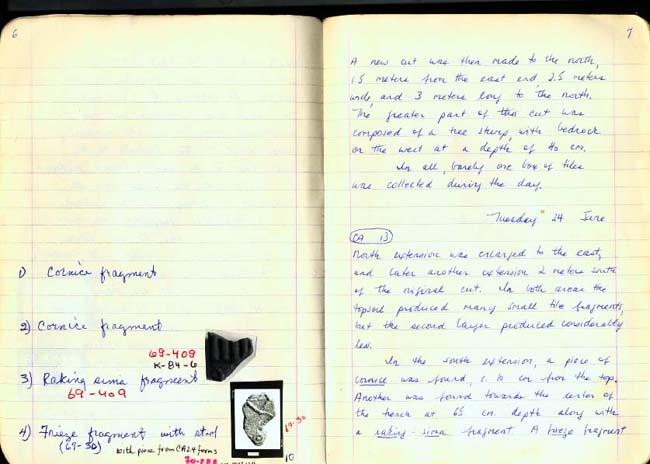 6
1) Cornice fragment
2) Cornice fragment
69-409
K-84-6
3) Raking sima fragment
69-409
4) Frieze fragment with
(69-30)
with piece from CA24 forms
69-30
10
7
A new cut was then made to the north,
1.5 meters from the east end, 2.5 meters
wide, and 3 meters long to the north.
The greater part of this cut was
composed of a tree stump, with bedrock
on the west at a depth of 40 cm.
In all, barely one box of tiles
was collected during the day.
Tuesday 24 June
CA 13
North extension was enlarged to the east,
and later another extension 2 meters south
of the original cut. In both areas the
topsoil produced many small tile fragments,
but the second layer produced considerably
less.
In the south extension, a piece of
cornice was found, c. 10 cm from the top.
Another was found towards the center of
the trench at 65 cm. depth along with
a raking-sima fragment. A frieze fragment